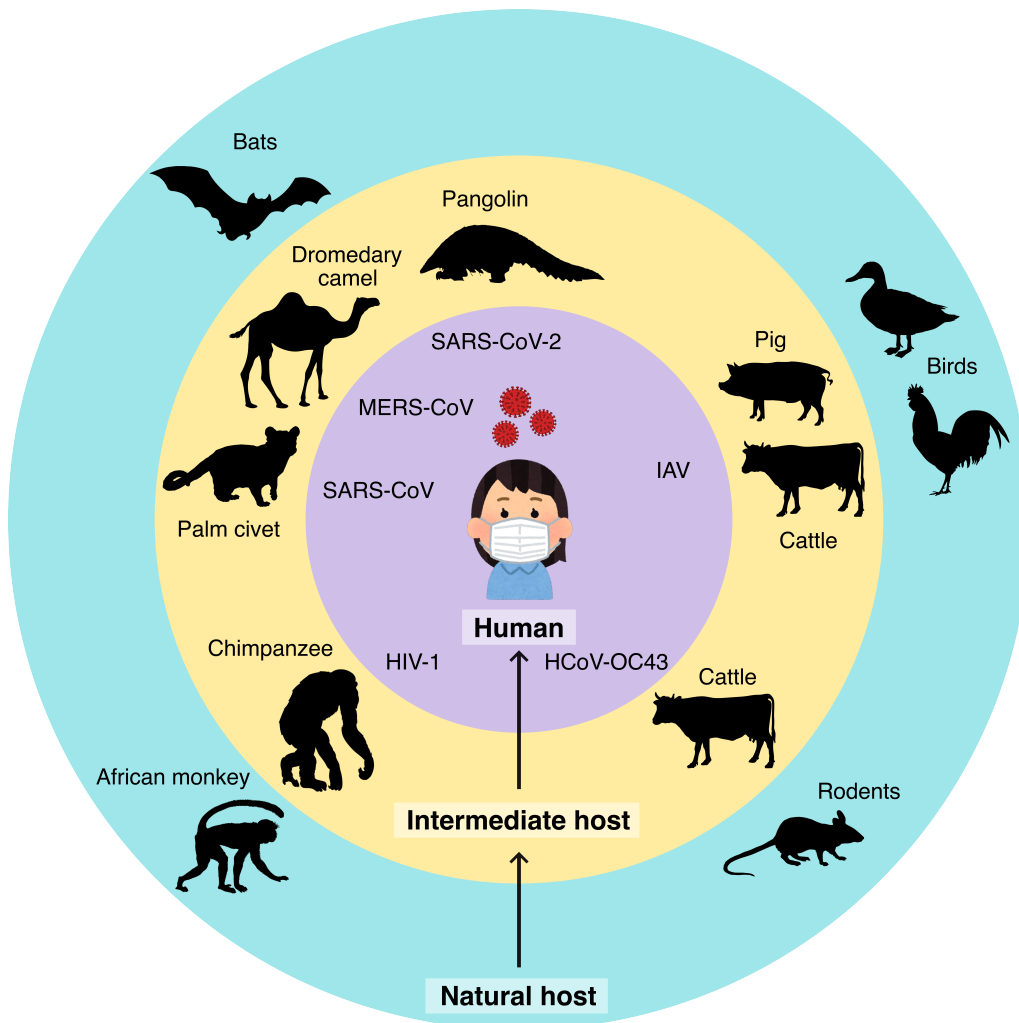 Bats
Pangolin
Dromedary
camel
SARS-CoV-2
Pig
Birds
MERS-CoV
IAV
SARS-CoV
Palm civet
Cattle
Human
Chimpanzee
HIV-1
HCoV-OC43
Cattle
African monkey
Rodents
Intermediate host
Natural host